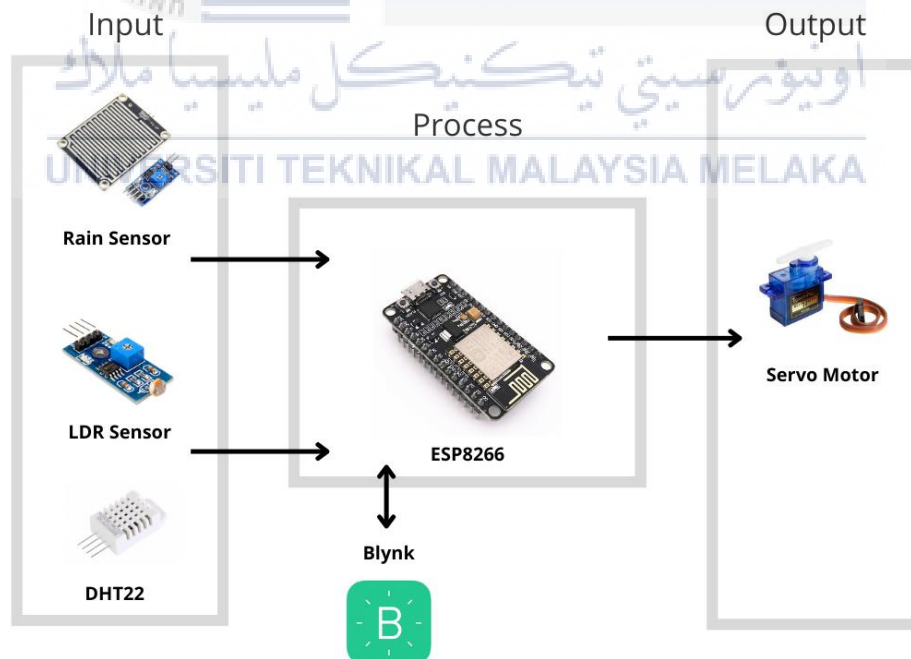 Input
Output
اونيۏرسيتي تيكنيكل مليسيا ملاك
Process
UNIVERSITI TEKNIKAL MALAYSIA MELAKA
Rain Sensor
LDR Sensor
ESP8266
Servo Motor
Blynk
B
DHT22